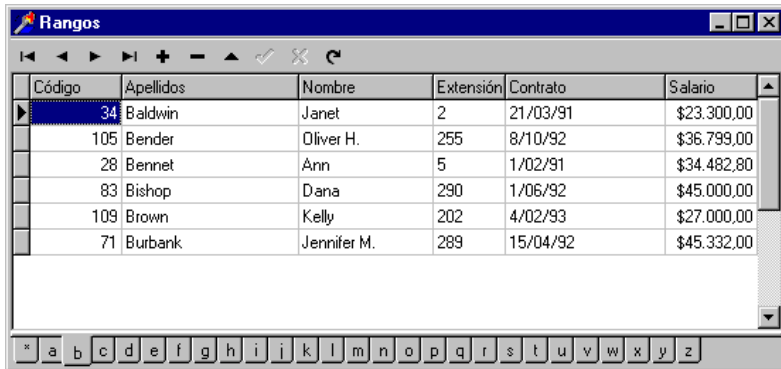 Rangos
Código Apellidos Nombre Extensión Contrato Salario
34 Baldwin Janet 2 21/03/91 $23.300,00
105 Bender Oliver H. 255 8/10/92 $36.799,00
28 Bennet Ann 5 1/02/91 $34.482,80
83 Bishop Dana 290 1/06/92 $45.000,00
109 Brown Kelly 202 4/02/93 $27.000,00
71 Burbank Jennifer M. 289 15/04/92 $45.332,00
* a b c d e f g h i j k l m n o p q r s t u v w x y z